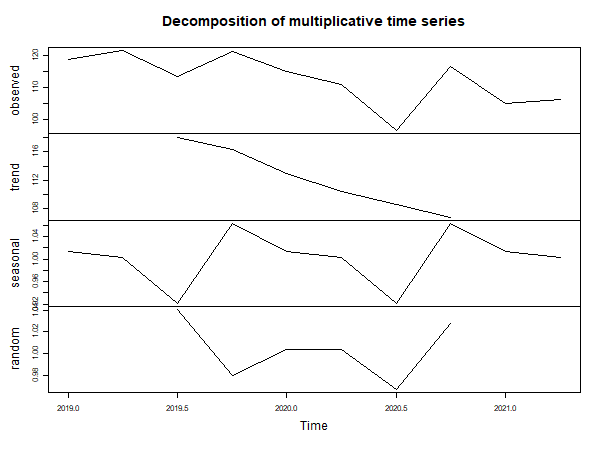 Decomposition of multiplicative time series
observed
120
110
100
trend
116
112
108
seasonal
1.04
1.00
0.96
0.92
random
1.04
1.02
1.00
0.98
2019.0 2019.5 2020.0 2020.5 2021.0
Time